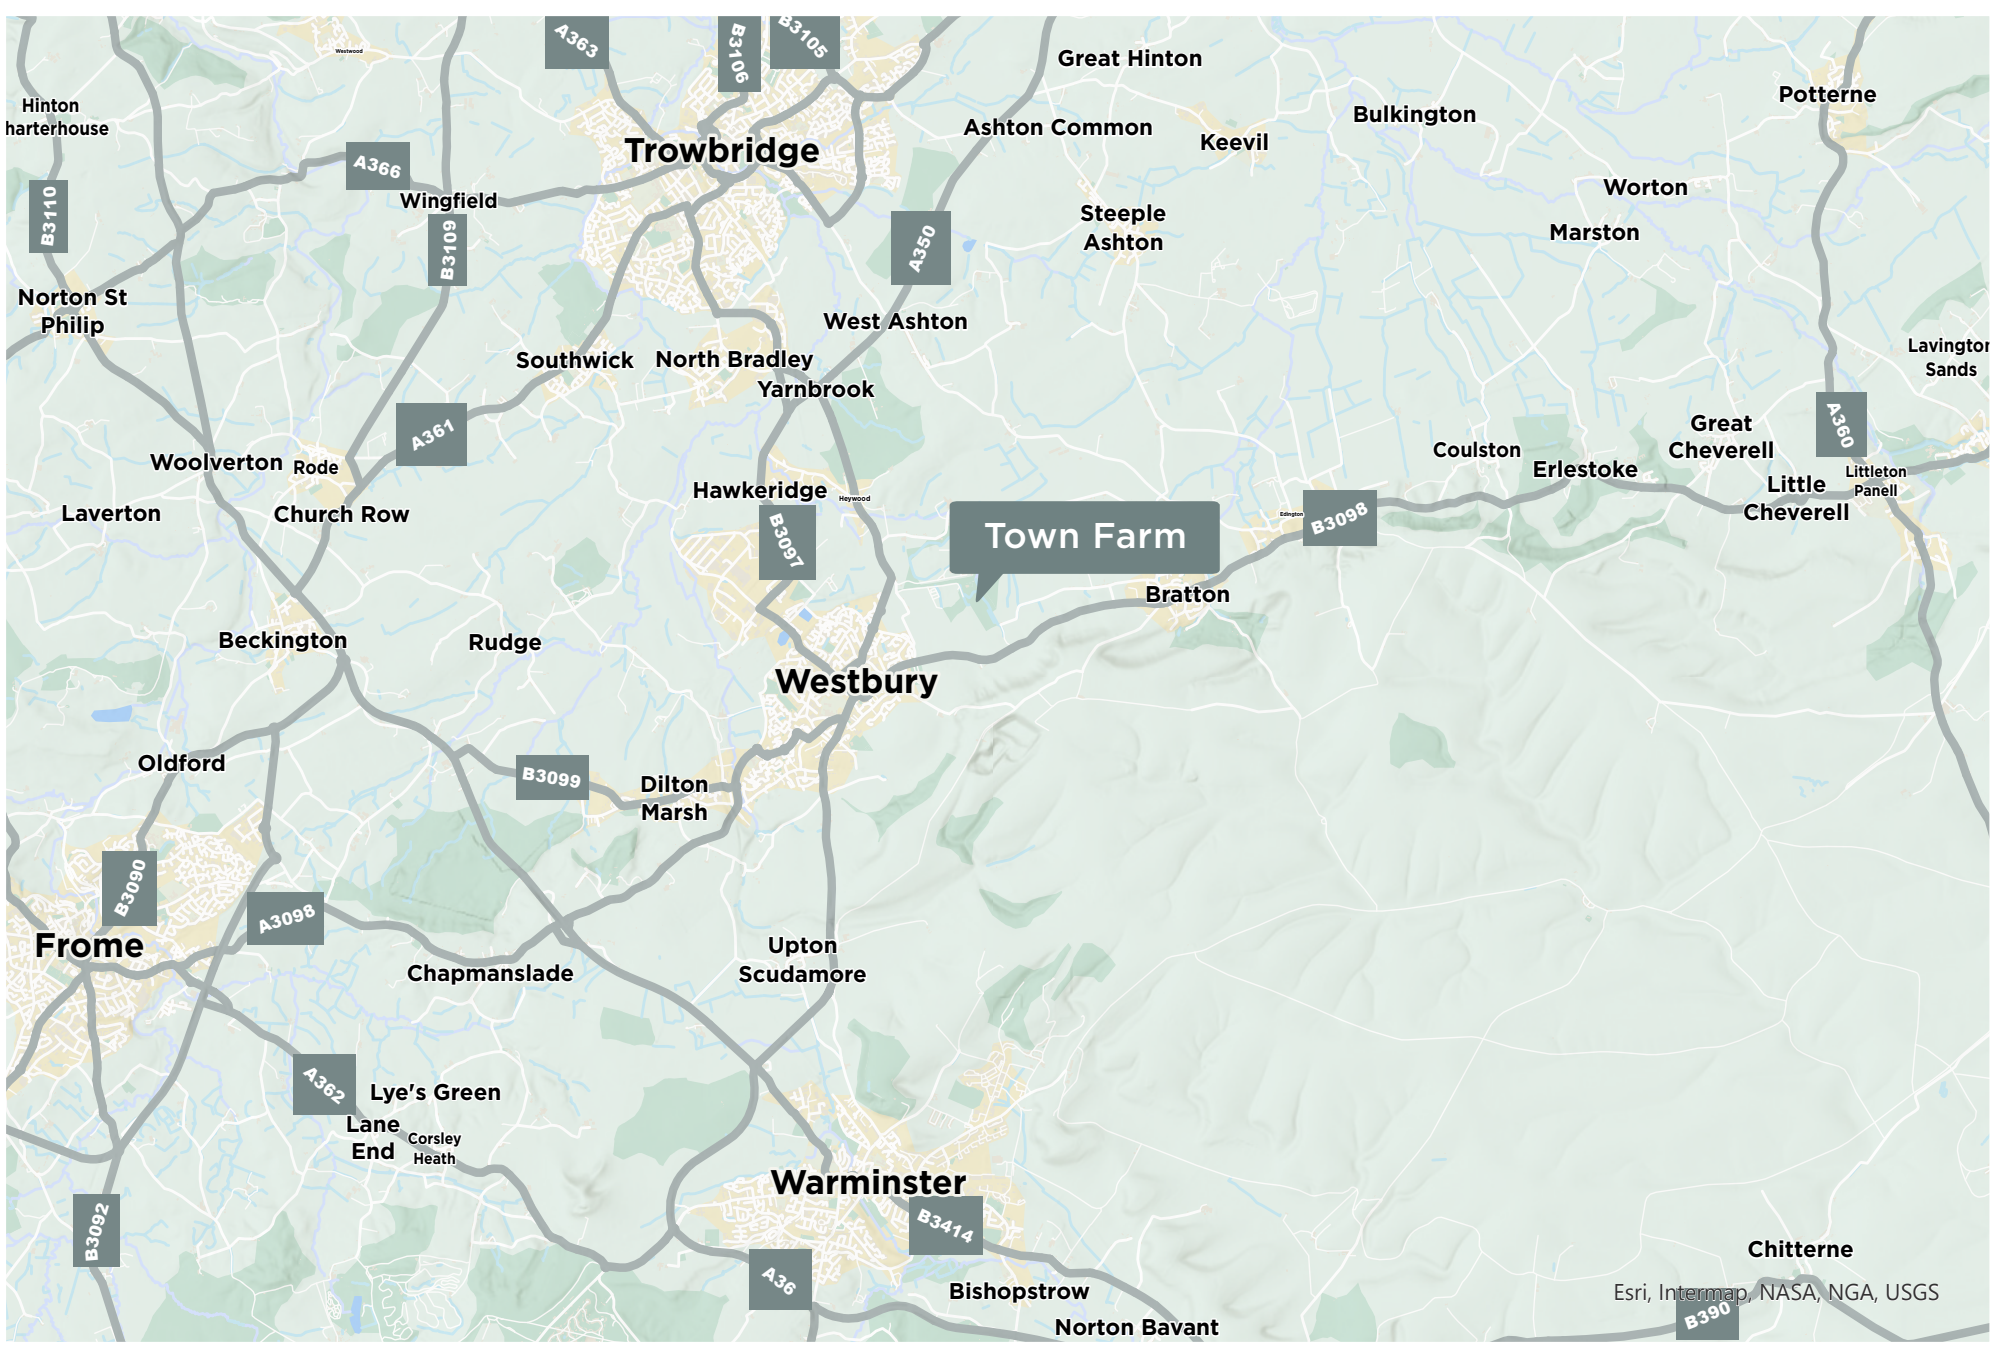 A363
B3106
B3105
Westwood
Great Hinton
Potterne
Hinton
harterhouse
Bulkington
Ashton Common
Keevil
Trowbridge
A366
Wingfield
Worton
B3110
B3109
Steeple
Ashton
Marston
A350
Norton St
Philip
West Ashton
Lavington
Sands
Southwick
North Bradley
Yarnbrook
A361
A360
Great
Cheverell
Coulston
Erlestoke
Woolverton
Rode
Littleton
Panell
Little
Cheverell
Hawkeridge
Heywood
Laverton
Church Row
B3097
Edington
B3098
Town Farm
Bratton
Beckington
Rudge
Westbury
Oldford
B3099
Dilton
Marsh
B3090
A3098
Frome
Chapmanslade
Upton
Scudamore
A362
Lye's Green
Lane
End
Corsley
Heath
Warminster
B3092
B3414
Chitterne
A36
Bishopstrow
Esri, Intermap, NASA, NGA, USGS
B390
Norton Bavant